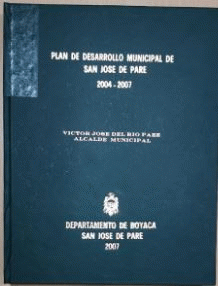 PLAN DE DESARROLLO MUNICIPAL DE
SAN JOSE DE PARE
2004 - 2007
VICTOR JOSE DEL RIO PAEZ
ALCALDE MUNICIPAL
DEPARTAMENTO DE BOYACA
SAN JOSE DE PARE
2007